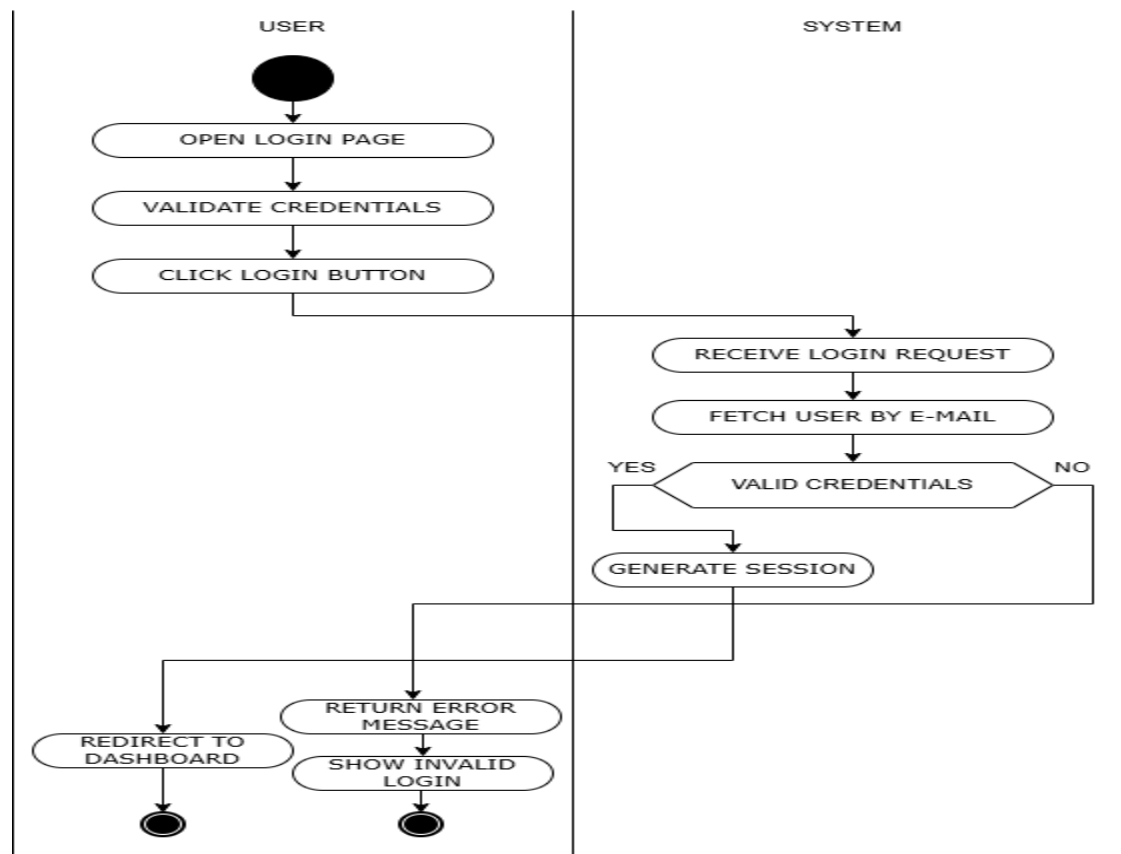 USER
SYSTEM
OPEN LOGIN PAGE
VALIDATE CREDENTIALS
CLICK LOGIN BUTTON
RECEIVE LOGIN REQUEST
FETCH USER BY E-MAIL
YES
VALID CREDENTIALS
NO
GENERATE SESSION
RETURN ERROR
MESSAGE
REDIRECT TO
DASHBOARD
SHOW INVALID
LOGIN